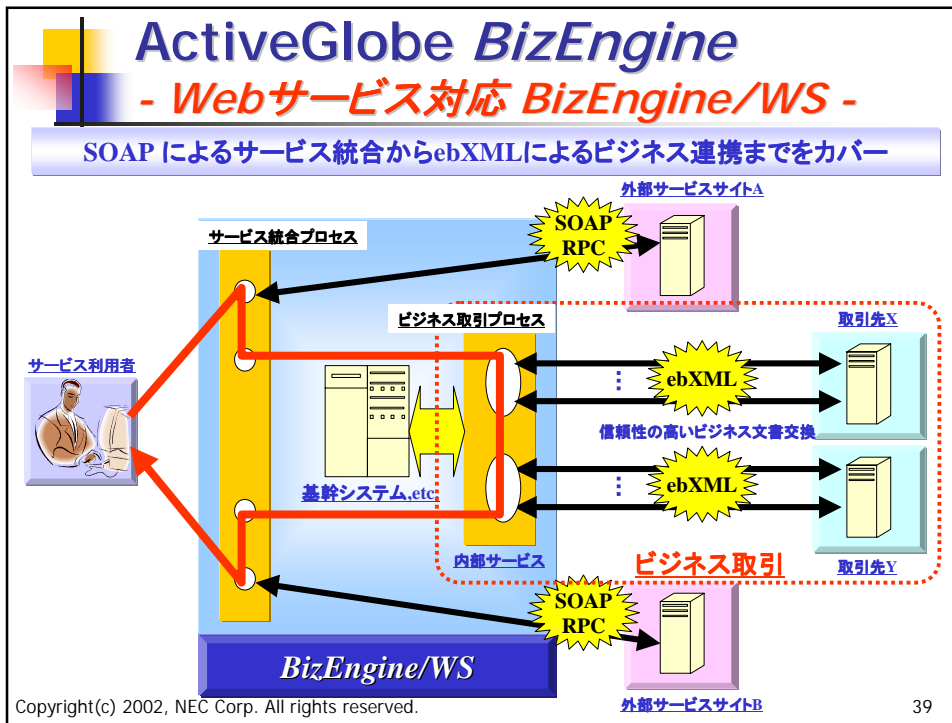 ActiveGlobe BizEngine
- Webサービス対応 BizEngine/WS -
SOAP によるサービス統合からebXMLによるビジネス連携までをカバー
外部サービスサイトA
SOAP
RPC
サービス統合プロセス
ビジネス取引プロセス
取引先X
サービス利用者
⋮
ebXML
信頼性の高いビジネス文書交換
⋮
ebXML
基幹システム,etc
内部サービス
ビジネス取引
取引先Y
SOAP
RPC
BizEngine/WS
外部サービスサイトB
Copyright(c) 2002, NEC Corp. All rights reserved.
39